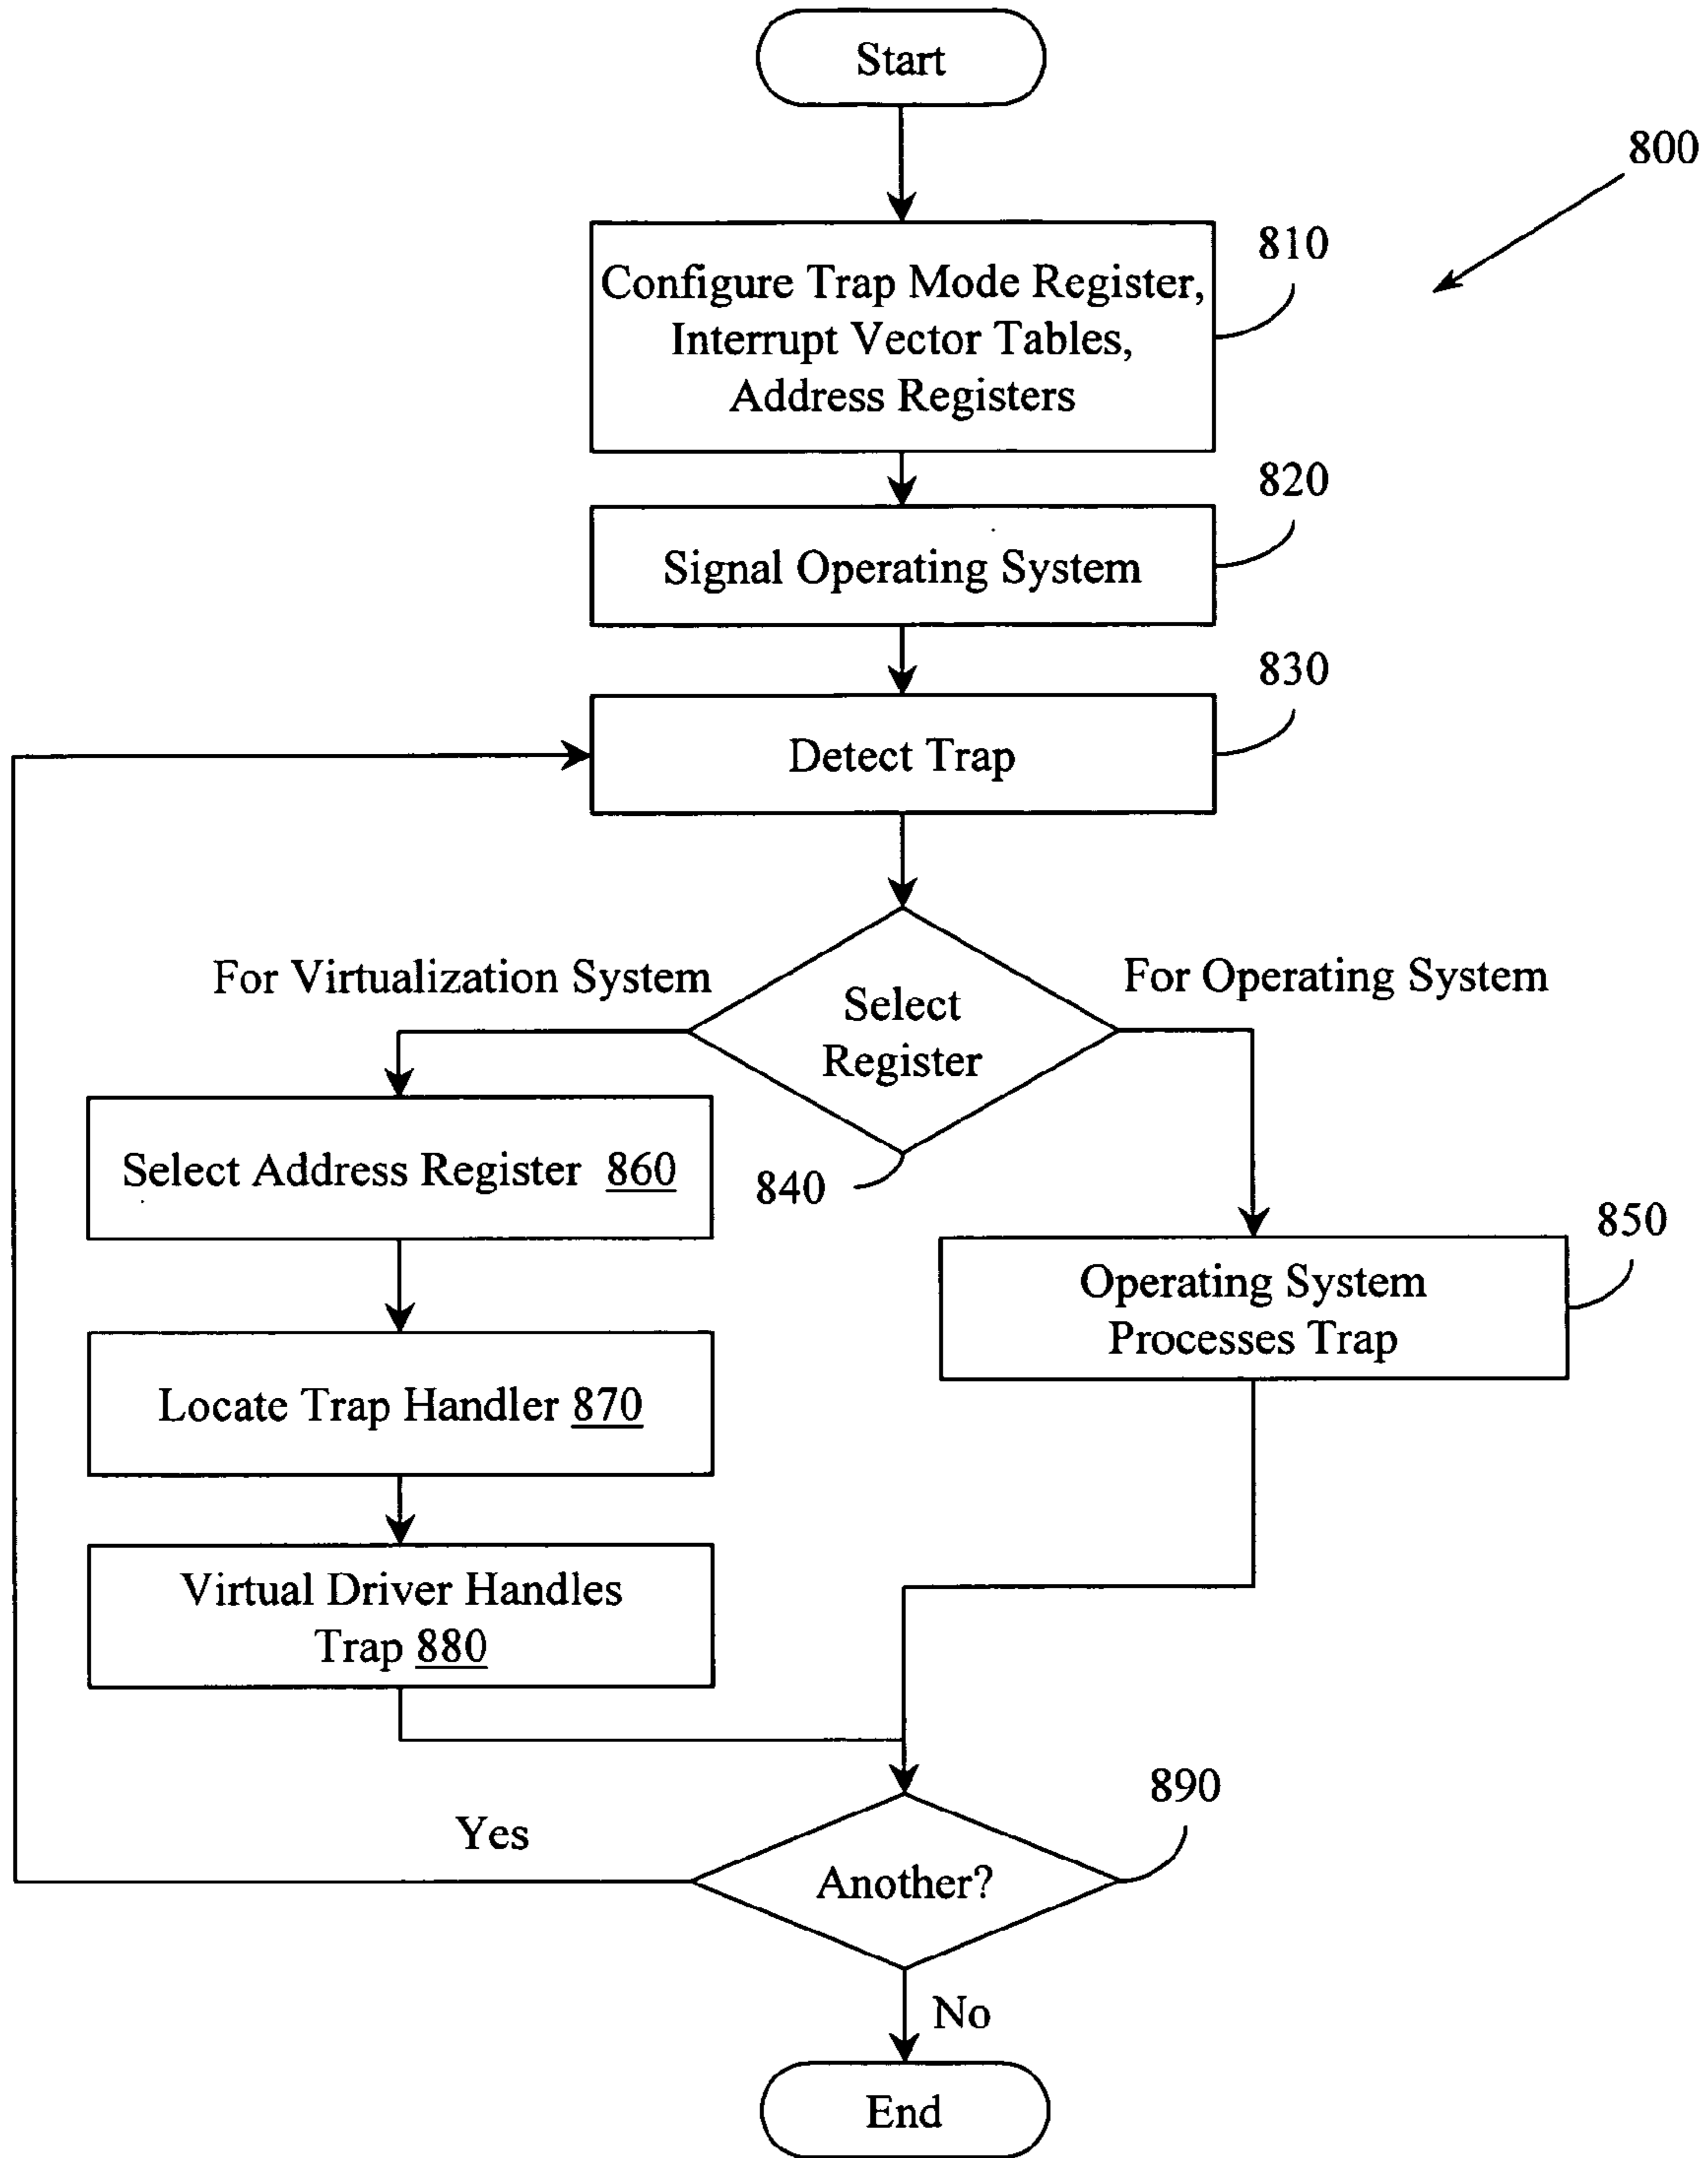 Start
800
810
Configure Trap Mode Register,
Interrupt Vector Tables,
Address Registers
820
Signal Operating System
830
Detect Trap
For Virtualization System
For Operating System
Select
Register
840
Select Address Register 860
850
Operating System
Processes Trap
Locate Trap Handler 870
Virtual Driver Handles
Trap 880
890
Yes
Another?
No
End